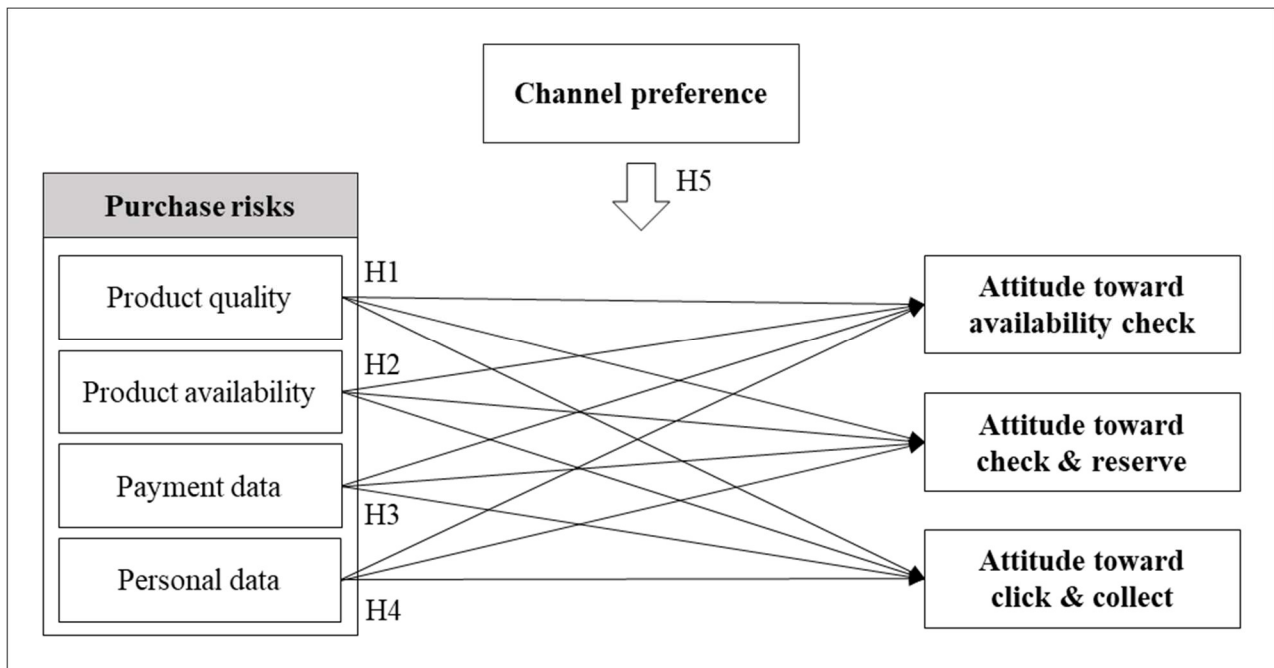 Channel preference
H5
Purchase risks
H1
Product quality
H2
Product availability
Payment data
H3
Personal data
H4
Attitude toward
availability check
Attitude toward
check & reserve
Attitude toward
click & collect